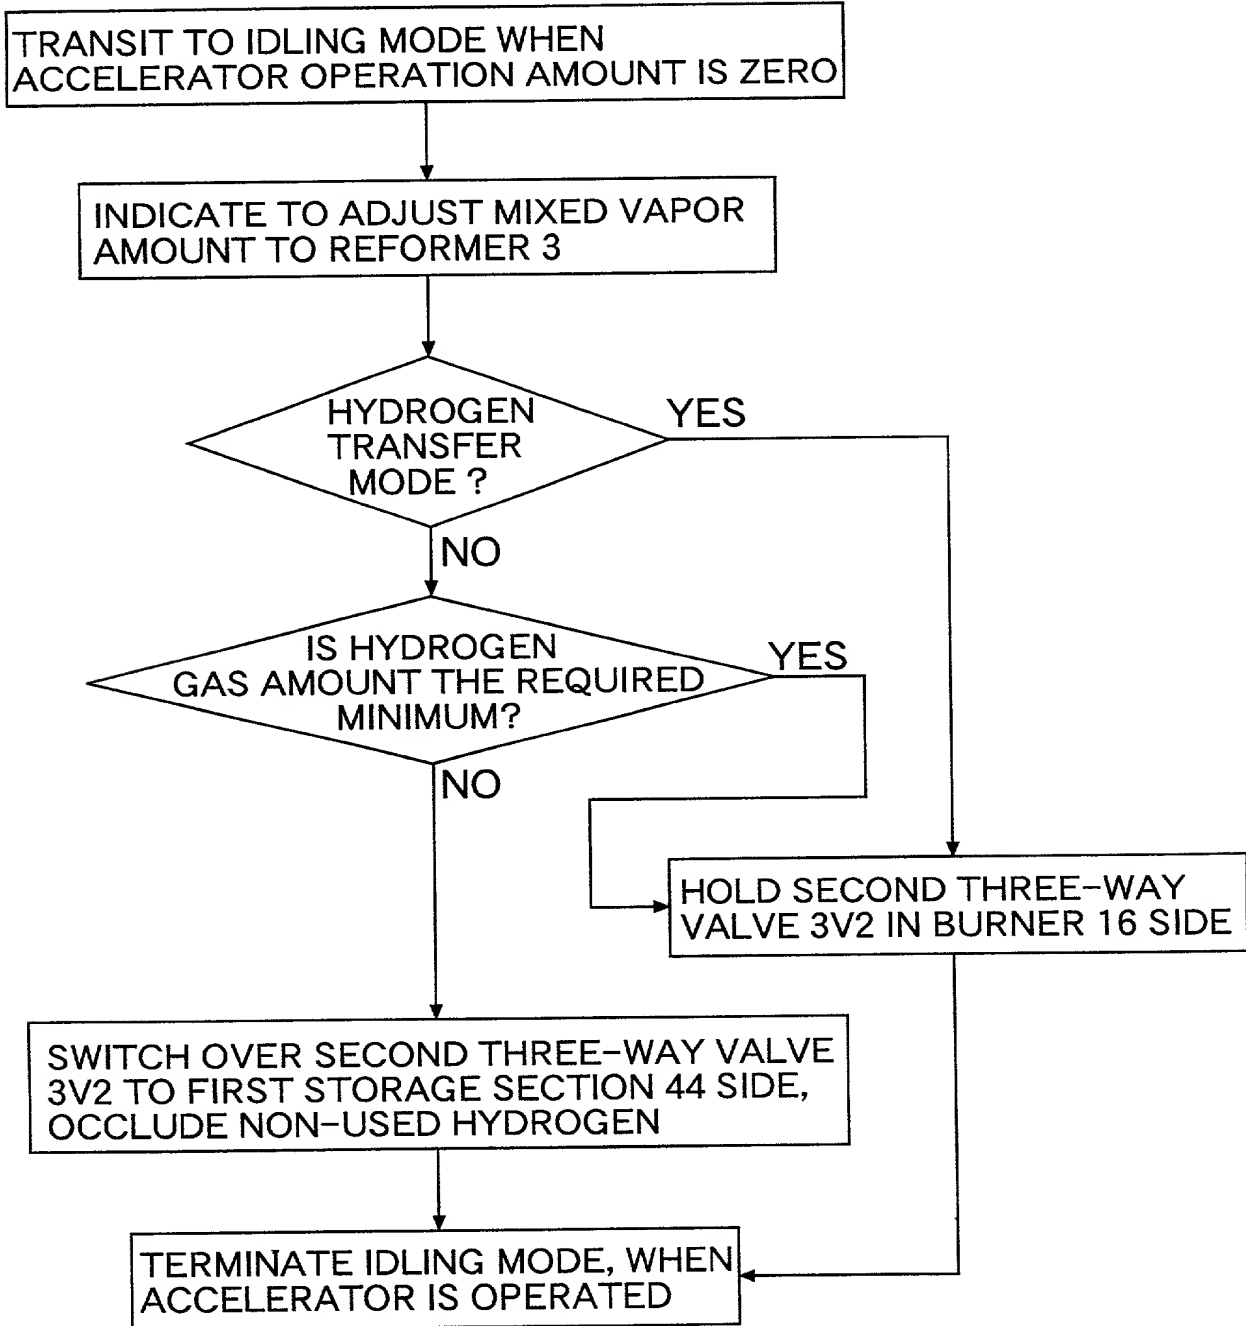 TRANSIT TO IDLING MODE WHEN
ACCELERATOR OPERATION AMOUNT IS ZERO
INDICATE TO ADJUST MIXED VAPOR
AMOUNT TO REFORMER 3
HYDROGEN
TRANSFER
MODE ?
YES
NO
IS HYDROGEN
GAS AMOUNT THE REQUIRED
MINIMUM?
YES
NO
HOLD SECOND THREE-WAY
VALVE 3V2 IN BURNER 16 SIDE
SWITCH OVER SECOND THREE-WAY VALVE
3V2 TO FIRST STORAGE SECTION 44 SIDE,
OCCLUDE NON-USED HYDROGEN
TERMINATE IDLING MODE, WHEN
ACCELERATOR IS OPERATED